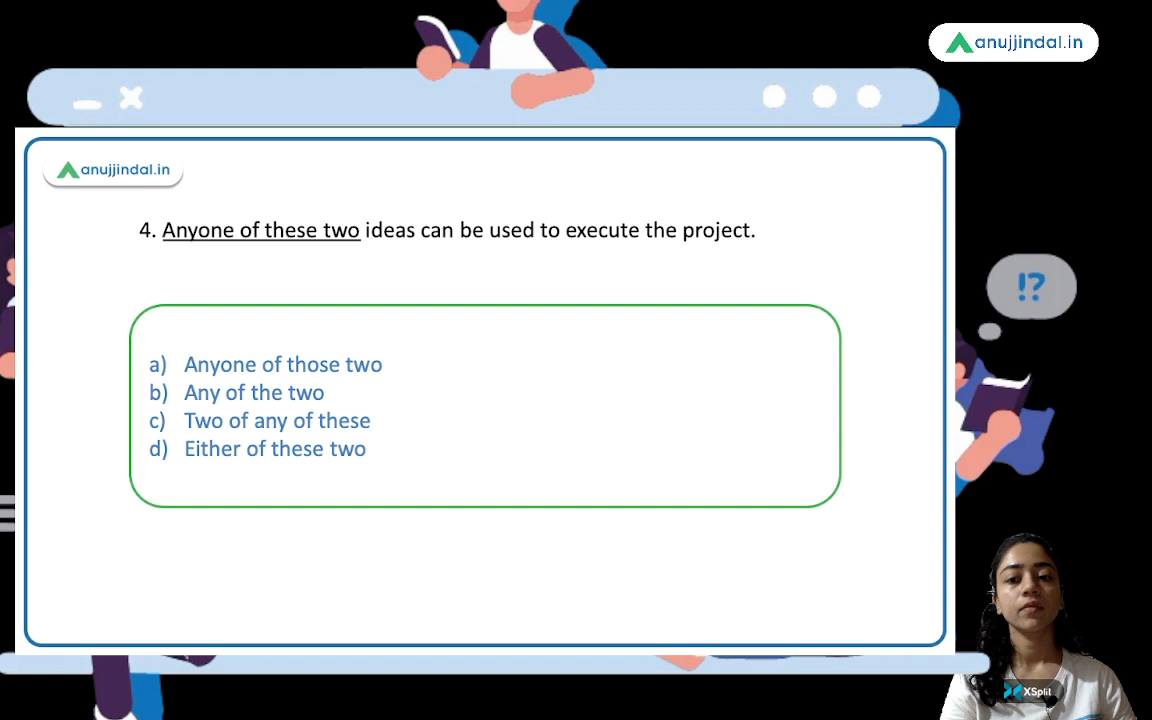 anujjindal.in
anujjindal.in
4. Anyone of these two ideas can be used to execute the project.
!?
a) Anyone of those two
b) Any of the two
c) Two of any of these
d) Either of these two
XSplit